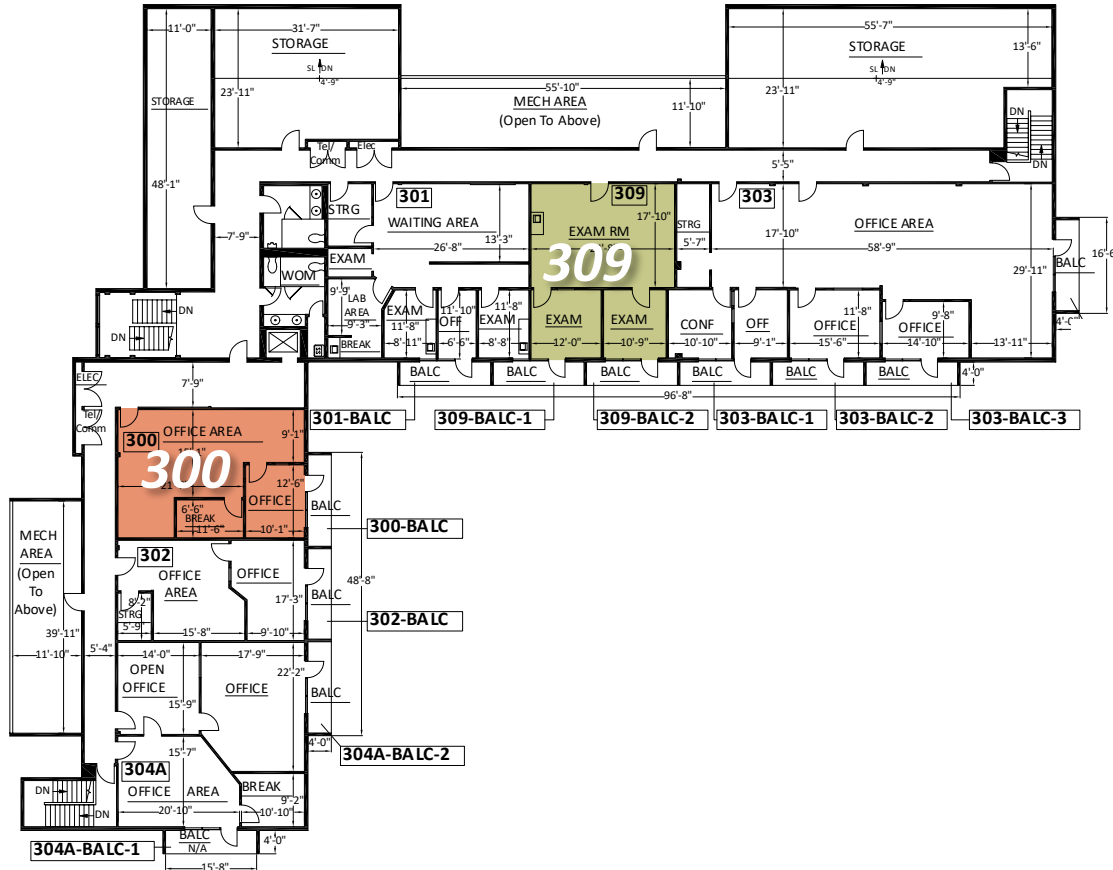 11'-0"
31'-7"
STORAGE
SL DN
4'-9"
23'-11"
STORAGE
48'-1"
55'-10"
MECH AREA
(Open To Above)
11'-10"
55'-7"
STORAGE
13'-6"
SL DN
4'-9"
23'-11"
DN
DN
Tel/
Comm
Elec
5'-5"
7'-9"
STRG
301
WAITING AREA
26'-8"
13'-3"
EXAM
309
17'-10"
EXAM RM
309
STRG
5'-7"
303
17'-10"
OFFICE AREA
58'-9"
29'-11"
BALC
16'-6
4'-0"
WOM
9'-9"
LAB
AREA
9'-3"
BREAK
EXAM
11'-8"
8'-11"
11'-10"
OFF
6'-6"
11'-8"
EXAM
8'-8"
EXAM
12'-0"
EXAM
10'-9"
CONF
10'-10"
OFF
9'-1"
11'-8"
OFFICE
15'-6"
9'-8"
OFFICE
14'-10"
13'-11"
DN
DN
BALC
BALC
BALC
BALC
BALC
BALC
4'-0"
96'-8"
301-BALC
309-BALC-1
309-BALC-2
303-BALC-1
303-BALC-2
303-BALC-3
ELEC
7'-9"
Tel/
Comm
300
OFFICE AREA
9'-1"
300
12'-6"
OFFICE
10'-1"
6'-6"
BREAK
11'-6"
BALC
300-BALC
MECH
AREA
(Open
To
Above)
39'-11"
11'-10"
302
OFFICE
AREA
OFFICE
17'-3"
8'-2"
STRG
5'-9"
15'-8"
9'-10"
BALC
48'-8"
302-BALC
5'-4"
14'-0"
17'-9"
OPEN
OFFICE
15'-9"
OFFICE
22'-2"
BALC
4'-0"
304A-BALC-2
15'-7"
304A
OFFICE AREA
20'-10"
BREAK
9'-2"
10'-10"
DN
DN
BALC
N/A
4'-0"
304A-BALC-1
15'-8"